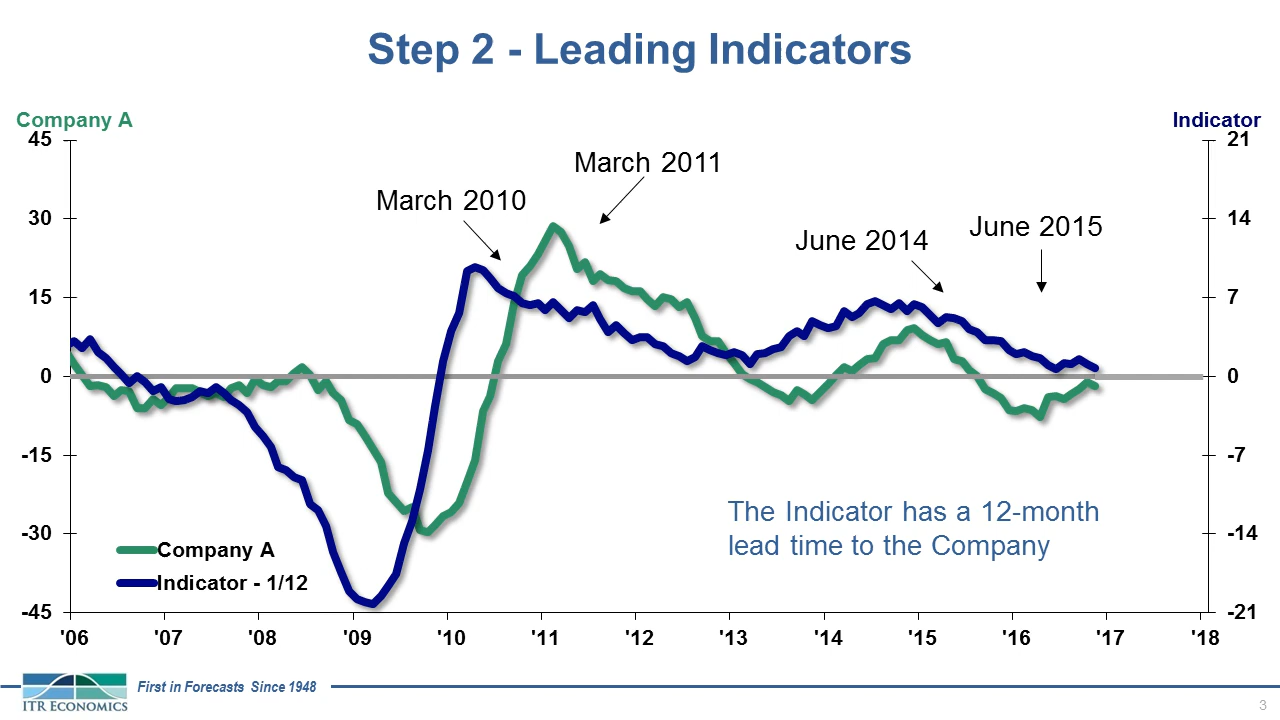 Step 2 - Leading Indicators
Company A
Indicator
45
30
15
0
-15
-30
-45
21
14
7
0
-7
-14
-21
March 2010
March 2011
June 2014
June 2015
The Indicator has a 12-month
lead time to the Company
Company A
Indicator - 1/12
'06 '07 '08 '09 '10 '11 '12 '13 '14 '15 '16 '17 '18
ITR ECONOMICS
First in Forecasts Since 1948
3